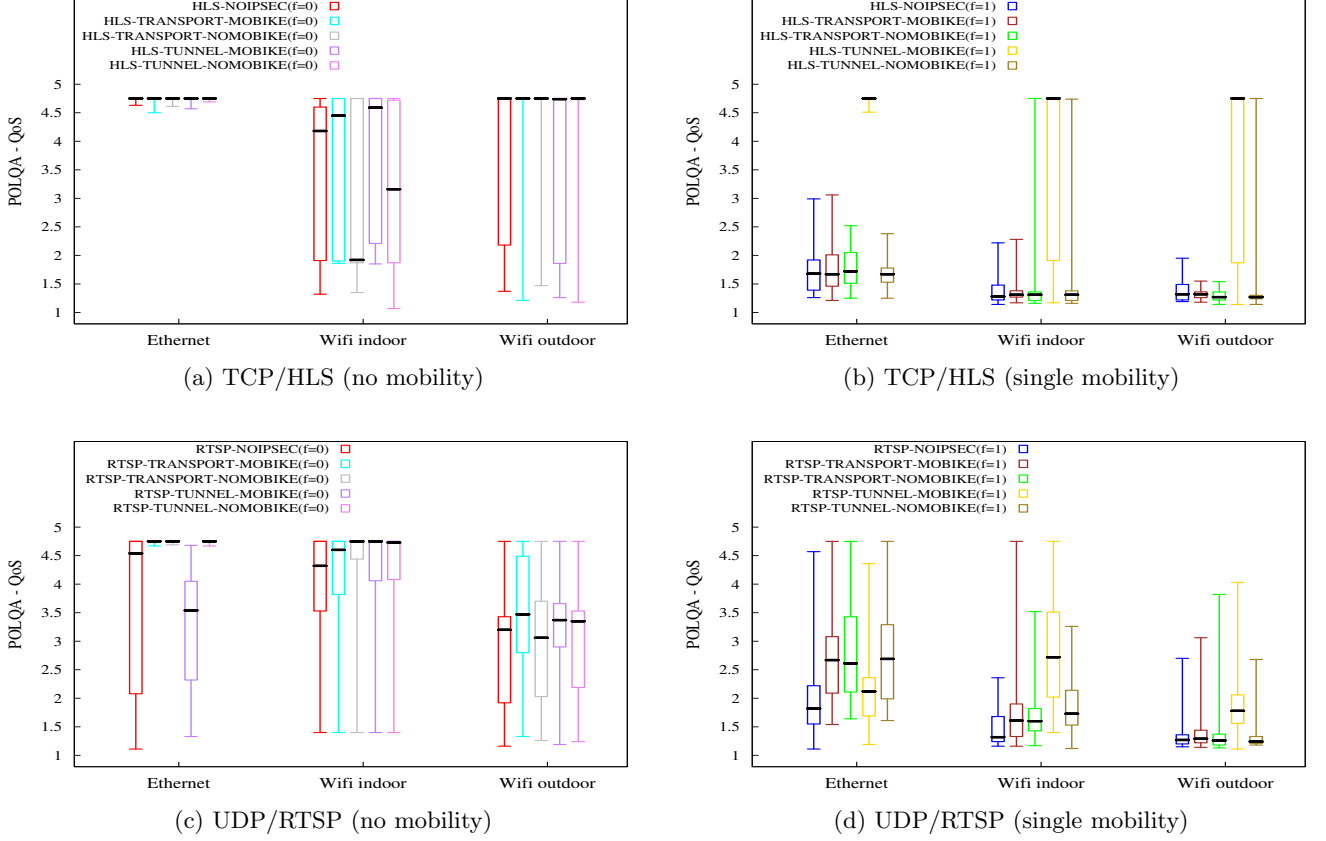 HLS-NOIPSEC(f=0)
HLS-TRANSPORT-MOBIKE(f=0)
HLS-TRANSPORT-NOMOBIKE(f=0)
HLS-TUNNEL-MOBIKE(f=0)
HLS-TUNNEL-NOMOBIKE(f=0)
5
4.5
4
3.5
3
2.5
2
1.5
1
POLQA - QoS
Ethernet Wifi indoor Wifi outdoor
(a) TCP/HLS (no mobility)
HLS-NOIPSEC(f=1)
HLS-TRANSPORT-MOBIKE(f=1)
HLS-TRANSPORT-NOMOBIKE(f=1)
HLS-TUNNEL-MOBIKE(f=1)
HLS-TUNNEL-NOMOBIKE(f=1)
5
4.5
4
3.5
3
2.5
2
1.5
1
POLQA - QoS
Ethernet Wifi indoor Wifi outdoor
(b) TCP/HLS (single mobility)
RTSP-NOIPSEC(f=0)
RTSP-TRANSPORT-MOBIKE(f=0)
RTSP-TRANSPORT-NOMOBIKE(f=0)
RTSP-TUNNEL-MOBIKE(f=0)
RTSP-TUNNEL-NOMOBIKE(f=0)
5
4.5
4
3.5
3
2.5
2
1.5
1
POLQA - QoS
Ethernet Wifi indoor Wifi outdoor
(c) UDP/RTSP (no mobility)
RTSP-NOIPSEC(f=1)
RTSP-TRANSPORT-MOBIKE(f=1)
RTSP-TRANSPORT-NOMOBIKE(f=1)
RTSP-TUNNEL-MOBIKE(f=1)
RTSP-TUNNEL-NOMOBIKE(f=1)
5
4.5
4
3.5
3
2.5
2
1.5
1
POLQA - QoS
Ethernet Wifi indoor Wifi outdoor
(d) UDP/RTSP (single mobility)